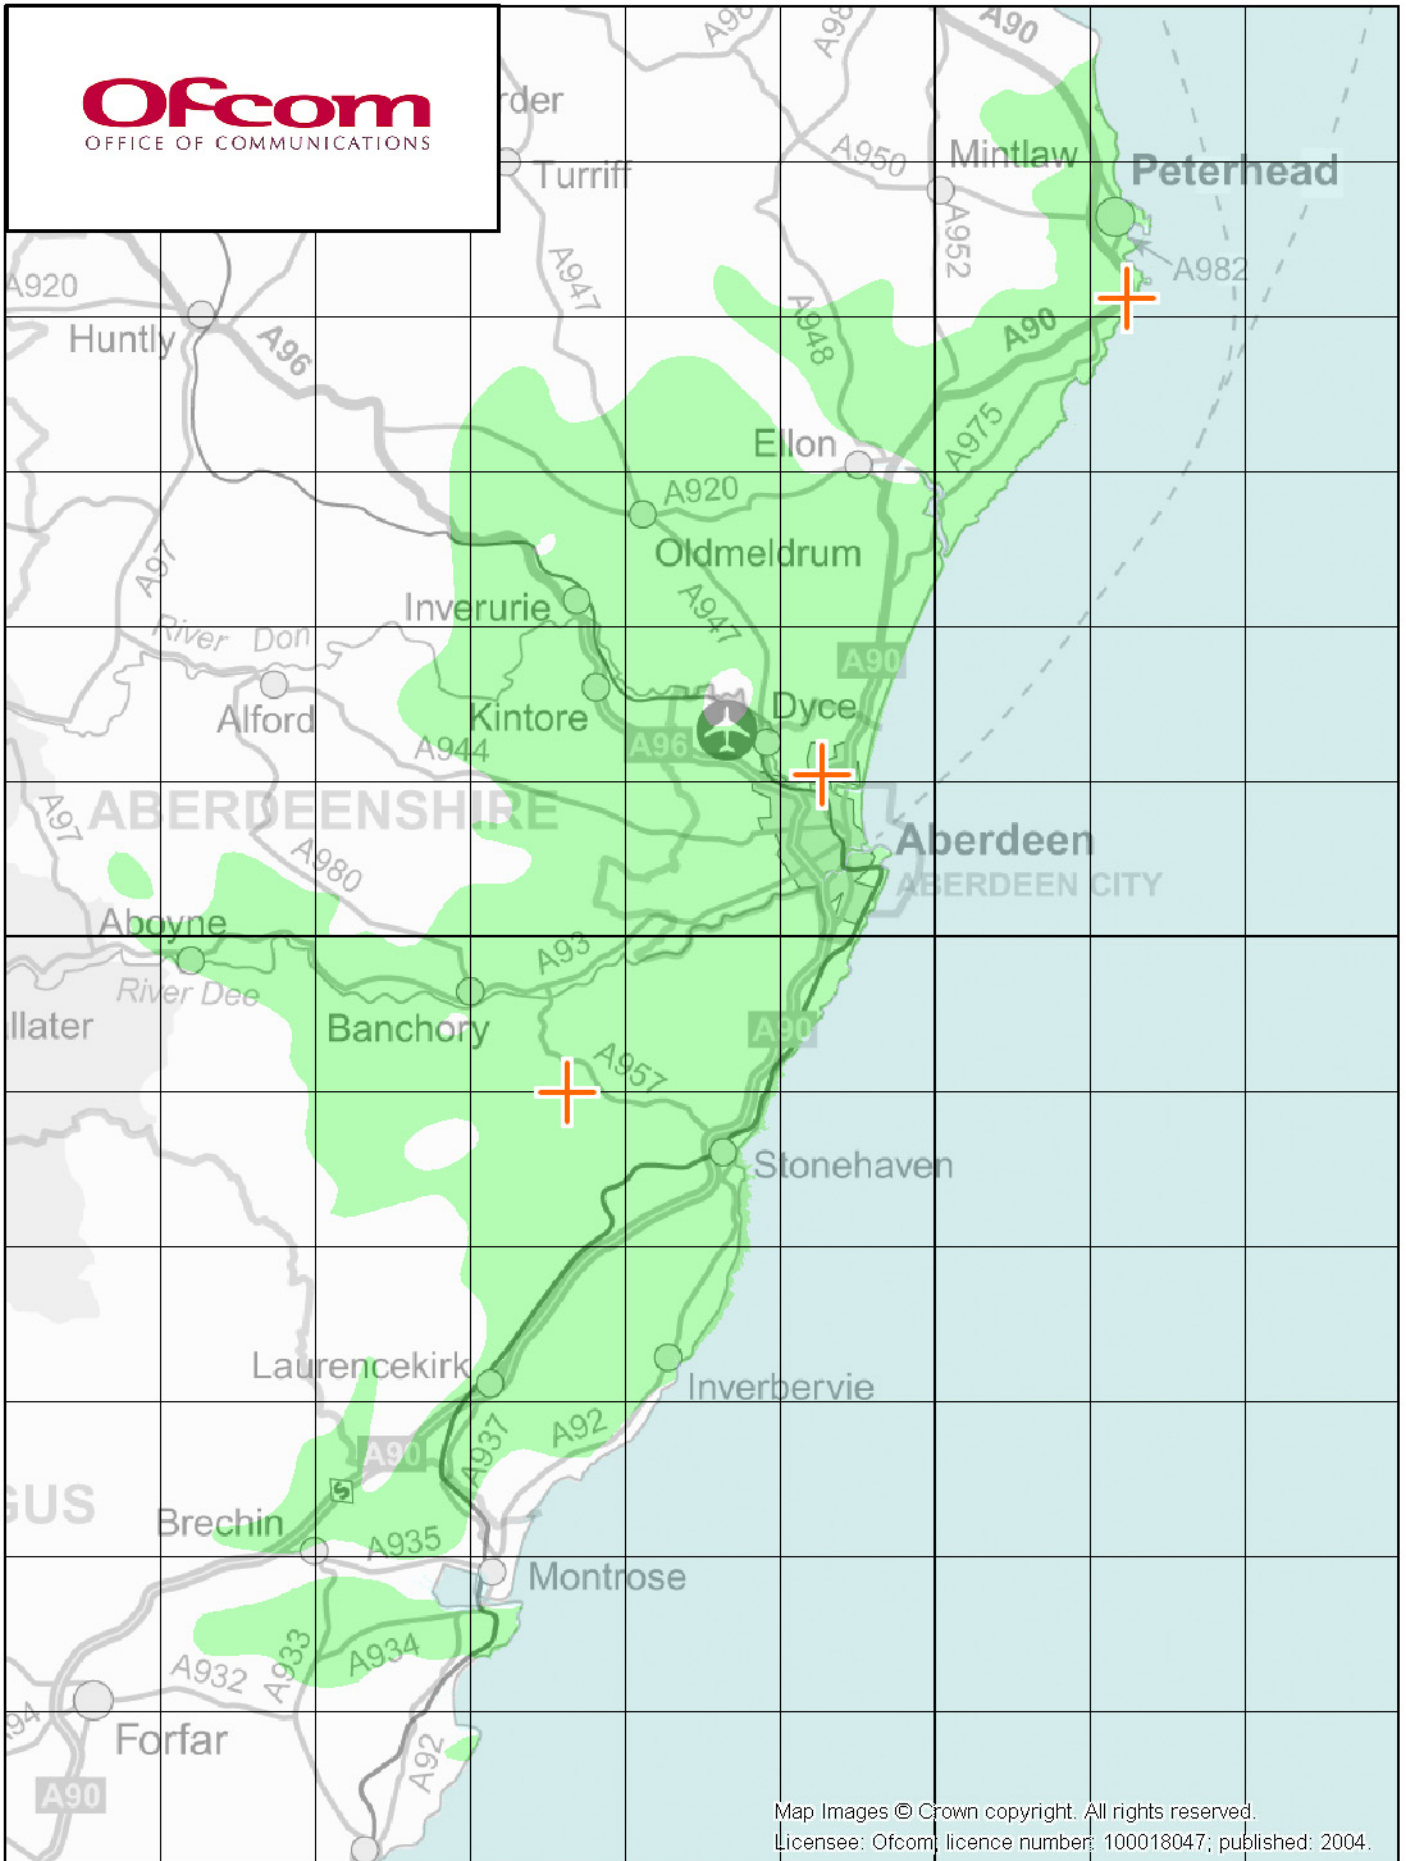 Ofcom
OFFICE OF COMMUNICATIONS
A98
A98
A90
rder
Turriff
A950
Mintlaw
Peterhead
A952
A947
A982
A920
Huntly
A96
A948
A90
Ellon
A975
A920
Oldmeldrum
A97
Inverurie
A947
River Don
A90
Alford
Kintore
Dyce
A944
A96
ABERDEENSHIRE
A97
A980
Aberdeen
ABERDEEN CITY
Aboyne
A93
River Dee
llater
Banchory
A90
A957
Stonehaven
Laurencekirk
Inverbervie
A92
A90
A937
GUS
Brechin
A935
Montrose
A933
A934
A932
A94
Forfar
A92
A90
Map Images © Crown copyright. All rights reserved.
Licensee: Ofcom; licence number: 100018047; published: 2004.